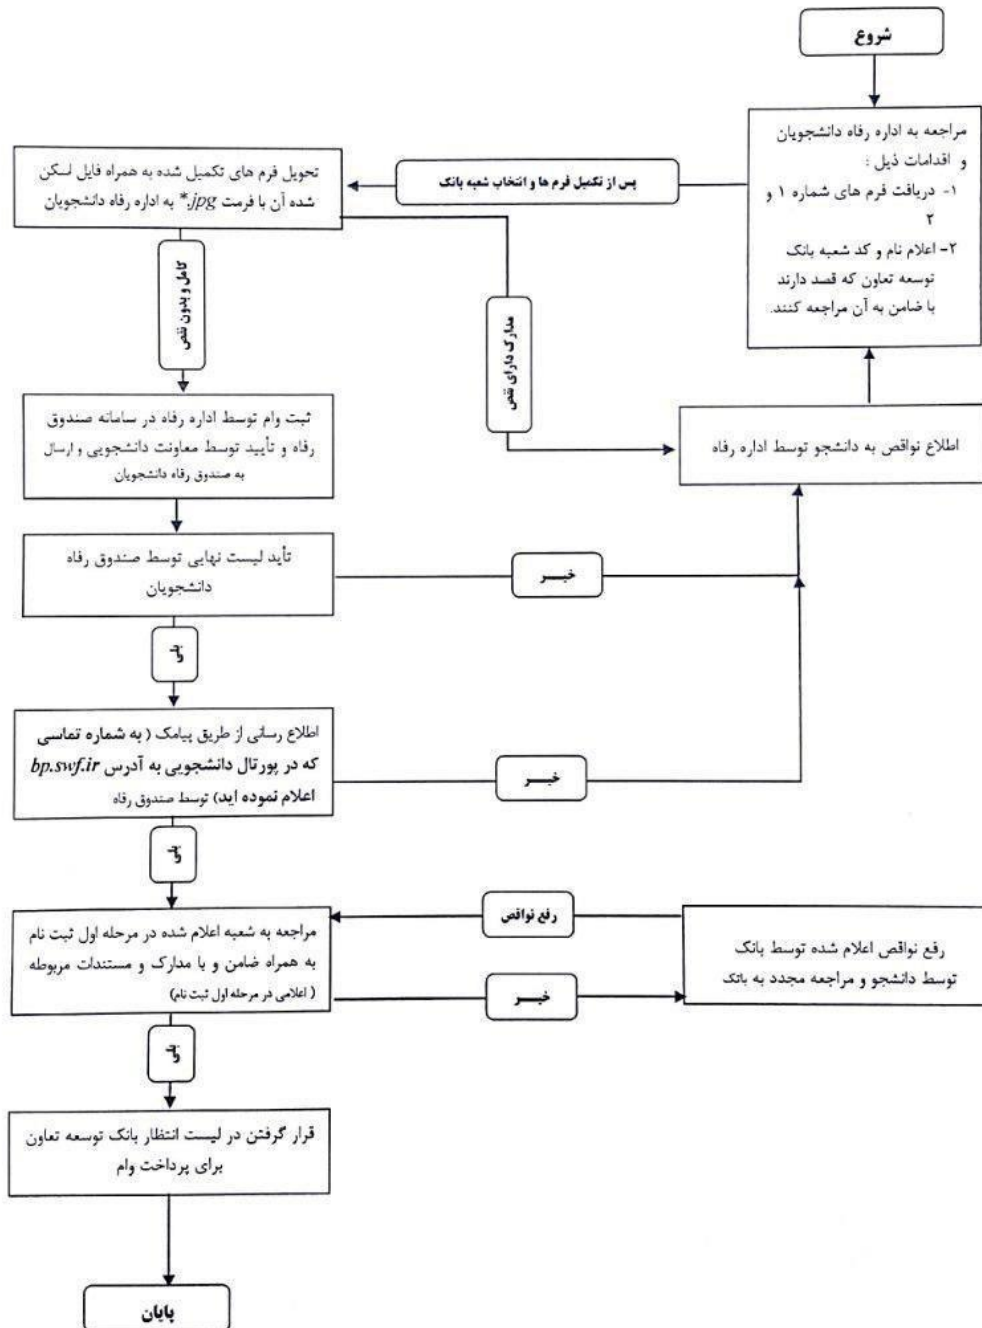 شروع
مراجعه به اداره رفاه دانشجویان
و اقدامات ذیل :
۱- دریافت فرم های شماره ۱ و
۲
۲- اعلام نام و کد شعبه بانک
توسعه تعاون که قصد دارند
با ضامن به آن مراجعه کنند.
پس از تکمیل فرم ها و انتخاب شعبه بانک
تحویل فرم های تکمیل شده به همراه فایل اسکن
شده آن با فرمت jpg.* به اداره رفاه دانشجویان
کامل و بدون نقص
مدارک دارای نقص
اطلاع نواقص به دانشجو توسط اداره رفاه
ثبت وام توسط اداره رفاه در سامانه صندوق
رفاه و تأیید توسط معاونت دانشجویی و ارسال
به صندوق رفاه دانشجویان
تأید لیست نهایی توسط صندوق رفاه
دانشجویان
خیــر
بلی
اطلاع رسانی از طریق پیامک ( به شماره تماسی
که در پورتال دانشجویی به آدرس bp.swf.ir
اعلام نموده اید) توسط صندوق رفاه
خیــر
بلی
مراجعه به شعبه اعلام شده در مرحله اول ثبت نام
به همراه ضامن و با مدارک و مستندات مربوطه
( اعلامی در مرحله اول ثبت نام)
رفع نواقص
خیــر
رفع نواقص اعلام شده توسط بانک
توسط دانشجو و مراجعه مجدد به بانک
بلی
قرار گرفتن در لیست انتظار بانک توسعه تعاون
برای پرداخت وام
پایان